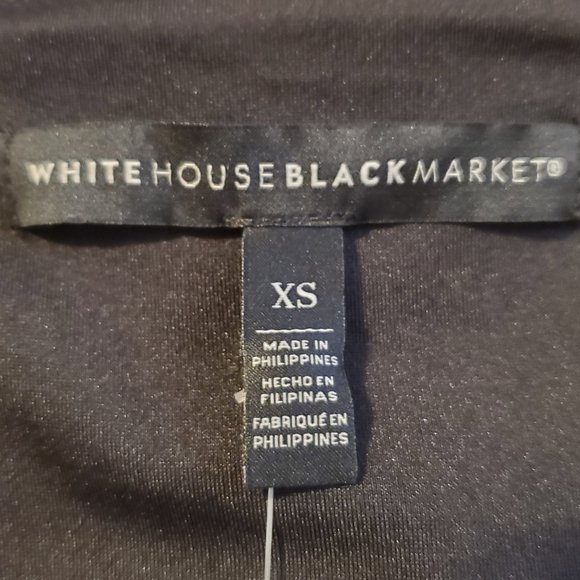 WHITE HOUSE BLACK MARKET®
XS
MADE IN
PHILIPPINES
HECHO EN
FILIPINAS
FABRIQUÉ EN
PHILIPPINES